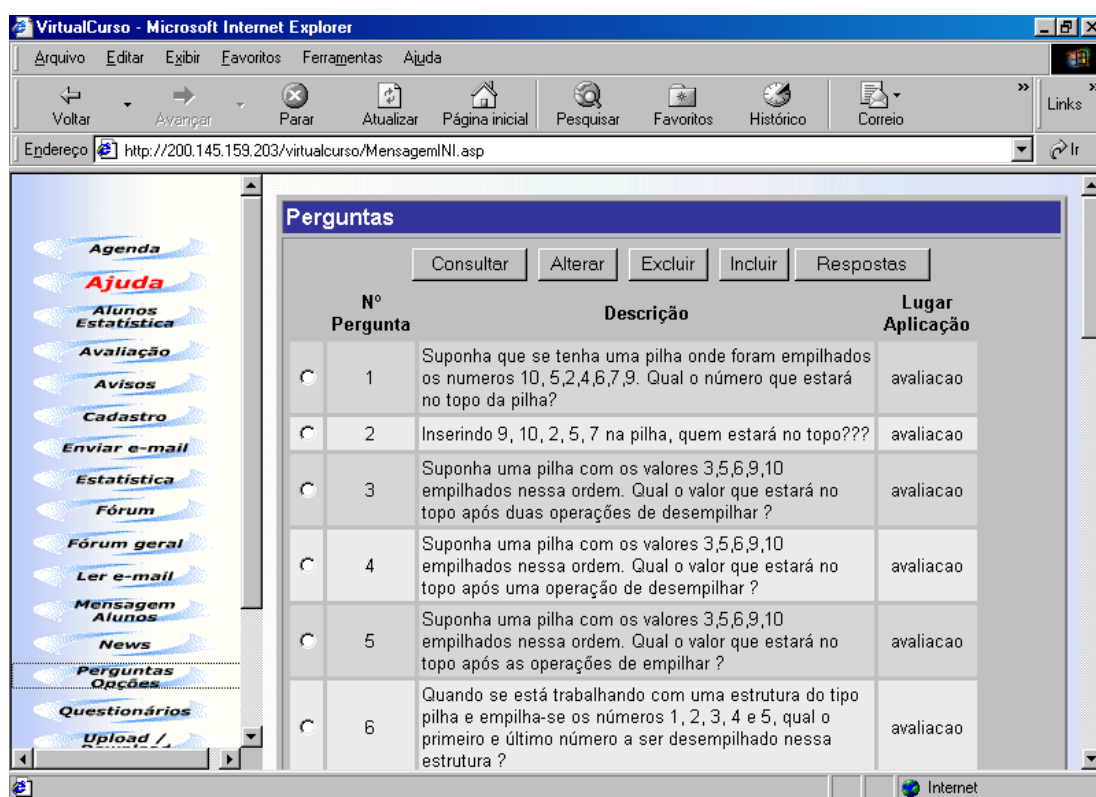 VirtualCurso - Microsoft Internet Explorer
Arquivo Editar Exibir Favoritos Ferramentas Ajuda
Voltar Avançar Parar Atualizar Página inicial Pesquisar Favoritos Histórico Correio » Links »
Endereço http://200.145.159.203/virtualcurso/MensagemINI.asp Ir
Agenda
Ajuda
Alunos
Estatística
Avaliação
Avisos
Cadastro
Enviar e-mail
Estatística
Fórum
Fórum geral
Ler e-mail
Mensagem
Alunos
News
Perguntas
Opções
Questionários
Upload /
Download
Perguntas
Consultar Alterar Excluir Incluir Respostas
Nº
Pergunta
Descrição
Lugar
Aplicação
1
Suponha que se tenha uma pilha onde foram empilhados
os numeros 10, 5,2,4,6,7,9. Qual o número que estará
no topo da pilha?
avaliacao
2 Inserindo 9, 10, 2, 5, 7 na pilha, quem estará no topo??? avaliacao
3
Suponha uma pilha com os valores 3,5,6,9,10
empilhados nessa ordem. Qual o valor que estará no
topo após duas operações de desempilhar ?
avaliacao
4
Suponha uma pilha com os valores 3,5,6,9,10
empilhados nessa ordem. Qual o valor que estará no
topo após uma operação de desempilhar ?
avaliacao
5
Suponha uma pilha com os valores 3,5,6,9,10
empilhados nessa ordem. Qual o valor que estará no
topo após as operações de empilhar ?
avaliacao
6
Quando se está trabalhando com uma estrutura do tipo
pilha e empilha-se os números 1, 2, 3, 4 e 5, qual o
primeiro e último número a ser desempilhado nessa
estrutura ?
avaliacao
Internet